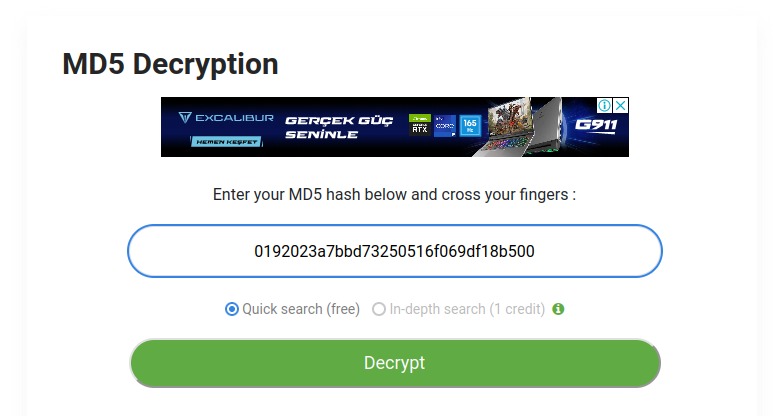 MD5 Decryption
EXCALIBUR
HEMEN KEŞFET
GERÇEK GÜÇ
SENİNLE
RTX
CORE
165
Hz
G911
Enter your MD5 hash below and cross your fingers :
0192023a7bbd73250516f069df18b500
Quick search (free) In-depth search (1 credit)
Decrypt